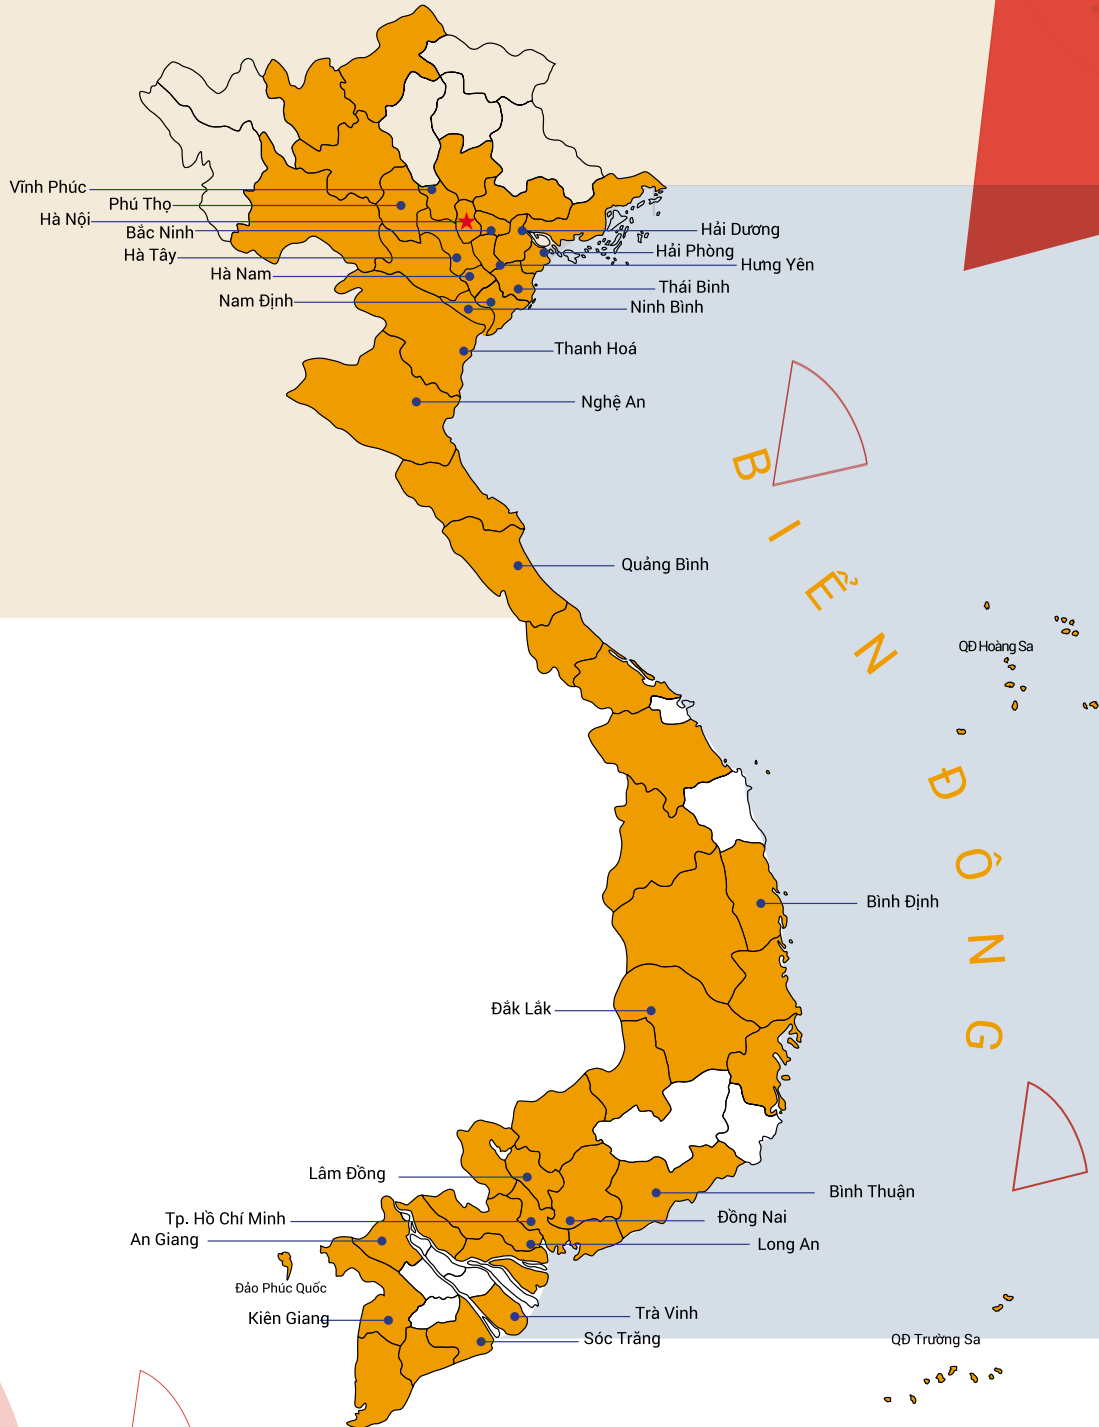 Vĩnh Phúc
Phú Thọ
Hà Nội
Bắc Ninh
Hà Tây
Hà Nam
Nam Định
Hải Dương
Hải Phòng
Hưng Yên
Thái Binh
Ninh Bình
Thanh Hoá
Nghệ An
BIỂN ĐÔNG
Quảng Bình
QĐ Hoàng Sa
Bình Định
Đắk Lắk
Lâm Đồng
Bình Thuận
Tp. Hồ Chí Minh
Đồng Nai
An Giang
Long An
Đảo Phúc Quốc
Kiên Giang
Trà Vinh
Sóc Trăng
QĐ Trường Sa